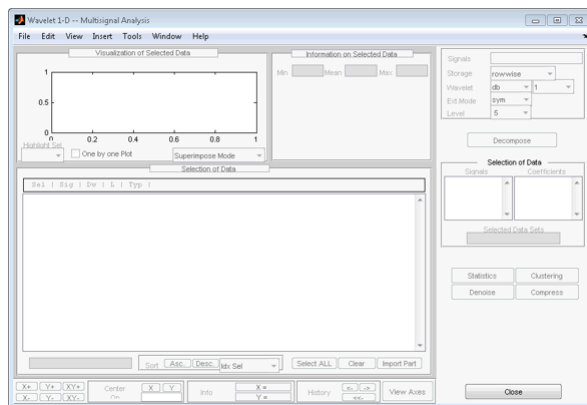 Wavelet 1-D -- Multisignal Analysis
File Edit View Insert Tools Window Help
Visualization of Selected Data
1
0.5
0
0 0.2 0.4 0.6 0.8 1
Highlight Sel
One by one Plot
Superimpose Mode
Information on Selected Data
Min Mean Max
Signals
Storage rowwise
Wavelet db 1
Ext.Mode sym
Level 5
Decompose
Selection of Data
Signals Coefficients
Selected Data Sets
Statistics Clustering
Denoise Compress
Close
Selection of Data
Sel | Sig | Dw | L | Typ |
Sort Asc. Desc. Idx Sel Select ALL Clear Import Part
X+ Y+ XY+
X- Y- XY-
Center On X Y
Info X =
Y =
History <- ->
<<-
View Axes